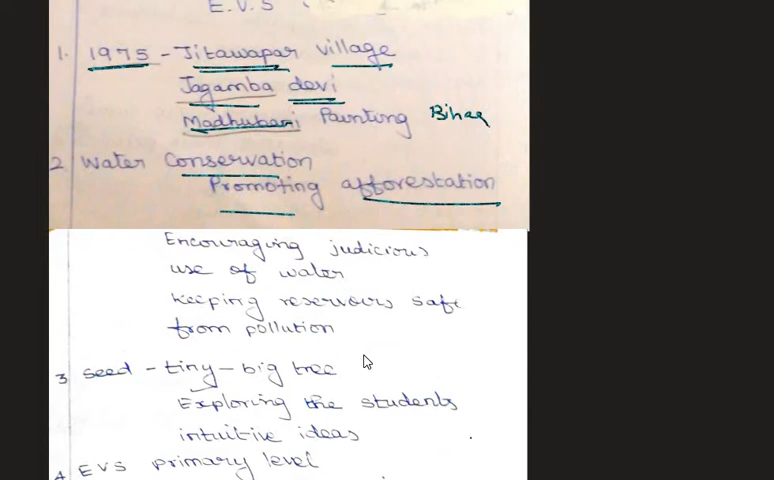 E.V.S
1. 1975 - Jitawapar village
Jagamba devi
Madhubani Painting Bihar
2 Water Conservation
Promoting afforestation
Encouraging judicious
use of water
keeping reservoirs safe
from pollution
3 Seed - tiny - big tree
Exploring the students
intuitive ideas
4 EVS primary level